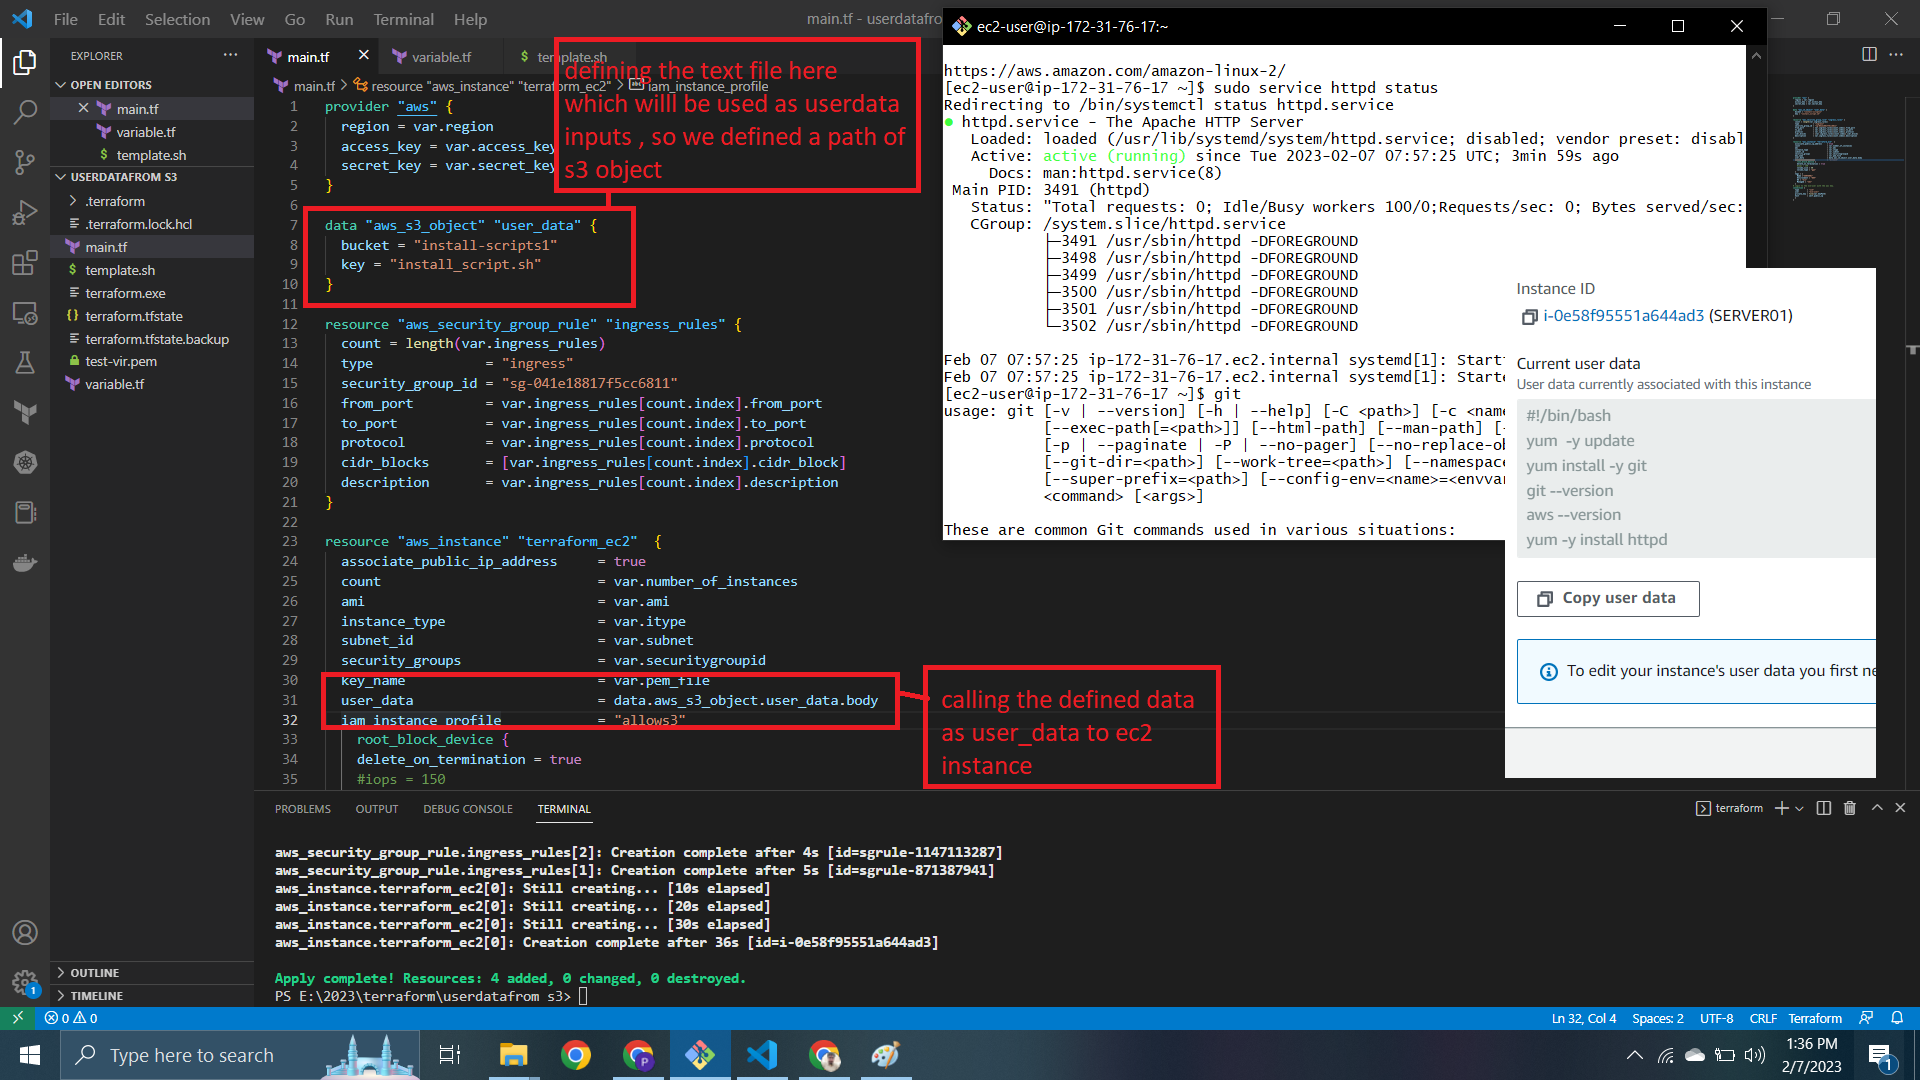 File Edit Selection View Go Run Terminal Help
main.tf - userdatafro
EXPLORER
OPEN EDITORS
main.tf
variable.tf
template.sh
USERDATAFROM S3
.terraform
.terraform.lock.hcl
main.tf
template.sh
terraform.exe
terraform.tfstate
terraform.tfstate.backup
test-vir.pem
variable.tf
OUTLINE
TIMELINE
main.tf variable.tf template.sh
main.tf > resource "aws_instance" "terraform_ec2" > iam_instance_profile
1 provider "aws" {
2 region = var.region
3 access_key = var.access_key
4 secret_key = var.secret_key
5 }
6
7 data "aws_s3_object" "user_data" {
8 bucket = "install-scripts1"
9 key = "install_script.sh"
10 }
11
12 resource "aws_security_group_rule" "ingress_rules" {
13 count = length(var.ingress_rules)
14 type = "ingress"
15 security_group_id = "sg-041e18817f5cc6811"
16 from_port = var.ingress_rules[count.index].from_port
17 to_port = var.ingress_rules[count.index].to_port
18 protocol = var.ingress_rules[count.index].protocol
19 cidr_blocks = [var.ingress_rules[count.index].cidr_block]
20 description = var.ingress_rules[count.index].description
21 }
22
23 resource "aws_instance" "terraform_ec2" {
24 associate_public_ip_address = true
25 count = var.number_of_instances
26 ami = var.ami
27 instance_type = var.itype
28 subnet_id = var.subnet
29 security_groups = var.securitygroupid
30 key_name = var.pem_file
31 user_data = data.aws_s3_object.user_data.body
32 iam_instance_profile = "allows3"
33 root_block_device {
34 delete_on_termination = true
35 #iops = 150
defining the text file here
which willl be used as userdata
inputs , so we defined a path of
s3 object
calling the defined data
as user_data to ec2
instance
ec2-user@ip-172-31-76-17:~
https://aws.amazon.com/amazon-linux-2/
[ec2-user@ip-172-31-76-17 ~]$ sudo service httpd status
Redirecting to /bin/systemctl status httpd.service
● httpd.service - The Apache HTTP Server
Loaded: loaded (/usr/lib/systemd/system/httpd.service; disabled; vendor preset: disabl
Active: active (running) since Tue 2023-02-07 07:57:25 UTC; 3min 59s ago
Docs: man:httpd.service(8)
Main PID: 3491 (httpd)
Status: "Total requests: 0; Idle/Busy workers 100/0;Requests/sec: 0; Bytes served/sec:
CGroup: /system.slice/httpd.service
├─3491 /usr/sbin/httpd -DFOREGROUND
├─3498 /usr/sbin/httpd -DFOREGROUND
├─3499 /usr/sbin/httpd -DFOREGROUND
├─3500 /usr/sbin/httpd -DFOREGROUND
├─3501 /usr/sbin/httpd -DFOREGROUND
└─3502 /usr/sbin/httpd -DFOREGROUND
Feb 07 07:57:25 ip-172-31-76-17.ec2.internal systemd[1]: Start
Feb 07 07:57:25 ip-172-31-76-17.ec2.internal systemd[1]: Starte
[ec2-user@ip-172-31-76-17 ~]$ git
usage: git [-v | --version] [-h | --help] [-C <path>] [-c <nam
[--exec-path[=<path>]] [--html-path] [--man-path] [-
[-p | --paginate | -P | --no-pager] [--no-replace-ob
[--git-dir=<path>] [--work-tree=<path>] [--namespace
[--super-prefix=<path>] [--config-env=<name>=<envvar
<command> [<args>]
These are common Git commands used in various situations:
Instance ID
i-0e58f95551a644ad3 (SERVER01)
Current user data
User data currently associated with this instance
#!/bin/bash
yum -y update
yum install -y git
git --version
aws --version
yum -y install httpd
Copy user data
To edit your instance's user data you first ne
PROBLEMS OUTPUT DEBUG CONSOLE TERMINAL
terraform
aws_security_group_rule.ingress_rules[2]: Creation complete after 4s [id=sgrule-1147113287]
aws_security_group_rule.ingress_rules[1]: Creation complete after 5s [id=sgrule-871387941]
aws_instance.terraform_ec2[0]: Still creating... [10s elapsed]
aws_instance.terraform_ec2[0]: Still creating... [20s elapsed]
aws_instance.terraform_ec2[0]: Still creating... [30s elapsed]
aws_instance.terraform_ec2[0]: Creation complete after 36s [id=i-0e58f95551a644ad3]
Apply complete! Resources: 4 added, 0 changed, 0 destroyed.
PS E:\2023\terraform\userdatafrom s3>
0 0
Ln 32, Col 4 Spaces: 2 UTF-8 CRLF Terraform
Type here to search
1:36 PM
2/7/2023
1
1